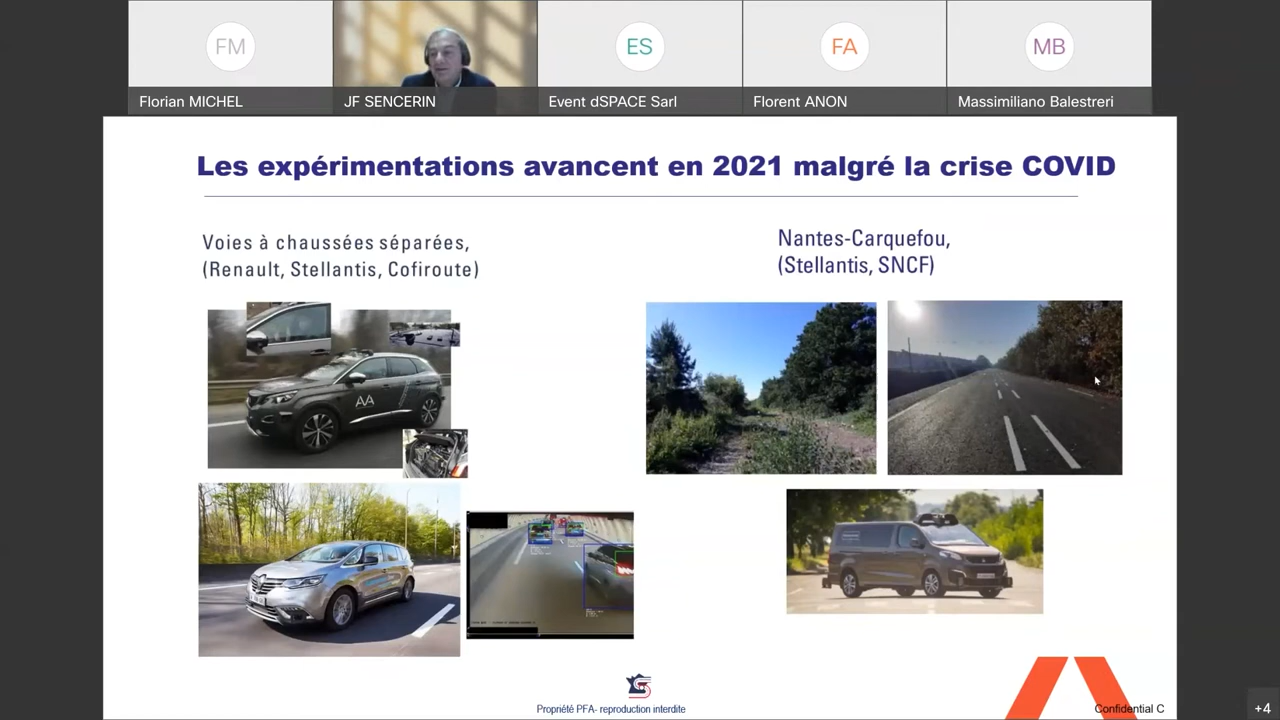 FM
ES
FA
MB
Florian MICHEL
JF SENCERIN
Event dSPACE Sarl
Florent ANON
Massimiliano Balestreri
Les expérimentations avancent en 2021 malgré la crise COVID
Voies à chaussées séparées,
(Renault, Stellantis, Cofiroute)
Nantes-Carquefou,
(Stellantis, SNCF)
AA
Propriété PFA- reproduction interdite
Confidential C
+4